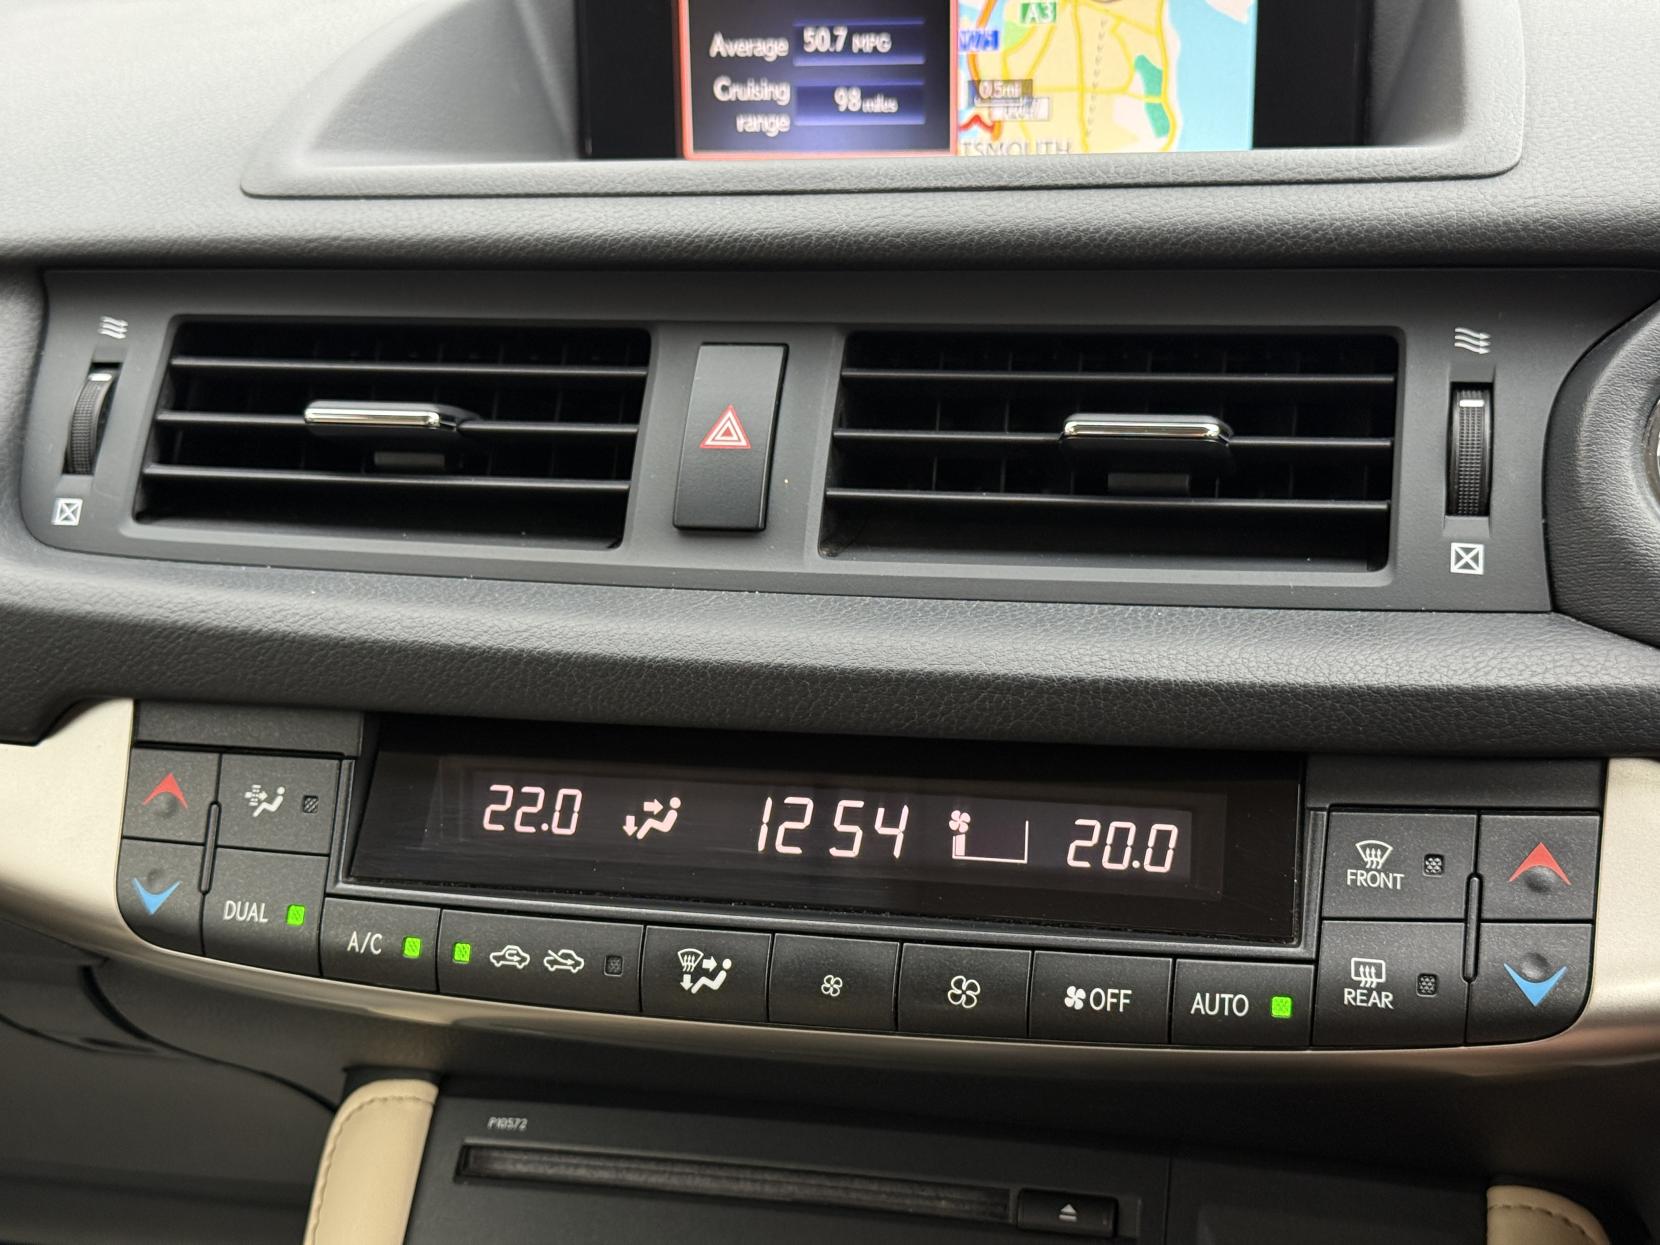 Average 50.7 MPG
Cruising range 98 miles
A3
0.5mi
TSMOUTH
22.0 12 54 20.0
FRONT
DUAL
A/C
OFF
AUTO
REAR
P10572